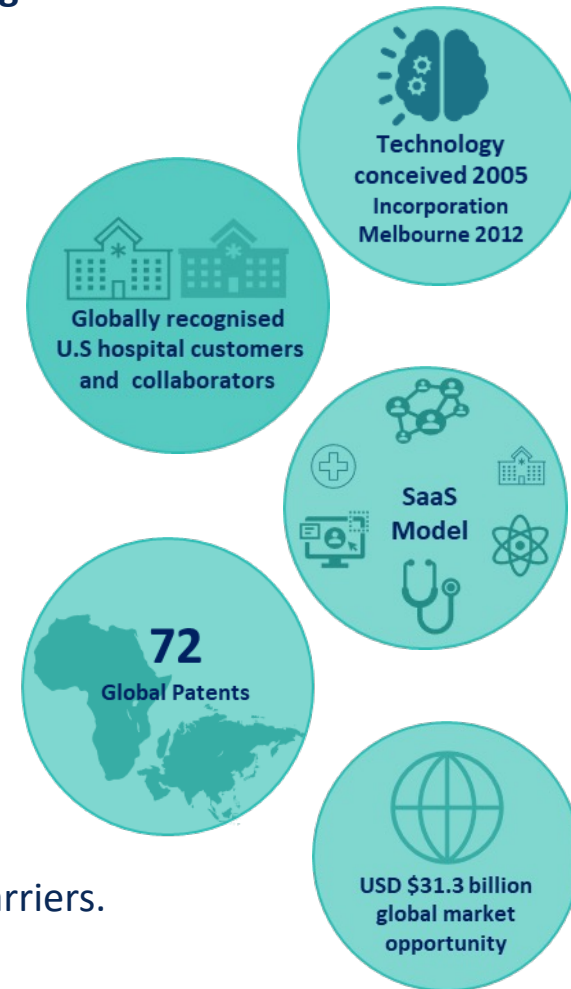 Technology
conceived 2005
Incorporation
Melbourne 2012
Globally recognised
U.S hospital customers
and collaborators
SaaS
Model
72
Global Patents
USD $31.3 billion
global market
opportunity
arriers.